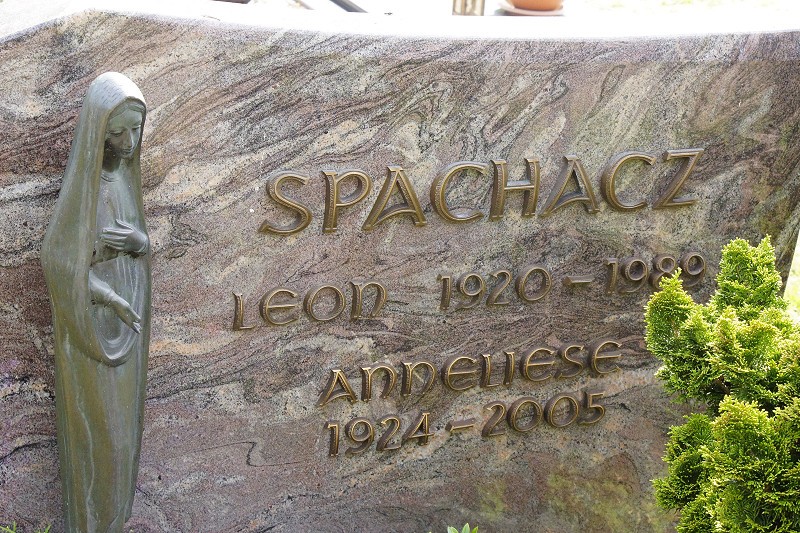 SPACHACZ
LEON 1920 – 1989
ANNELIESE
1924 – 2005